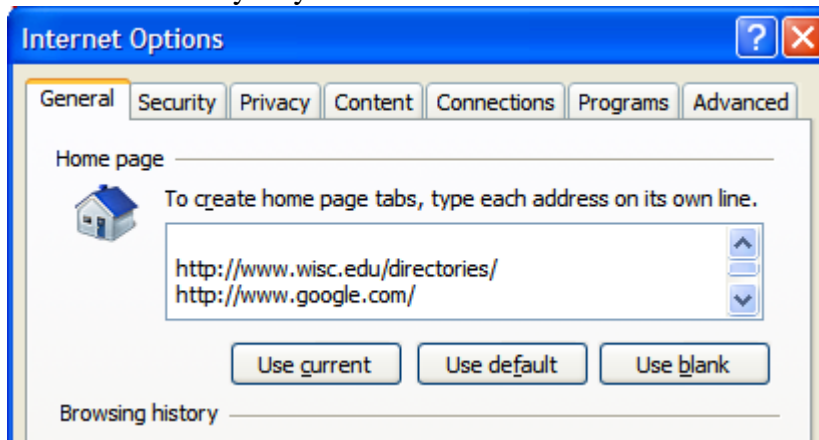 Internet Options
General Security Privacy Content Connections Programs Advanced
Home page
To create home page tabs, type each address on its own line.
http://www.wisc.edu/directories/
http://www.google.com/
Use current Use default Use blank
Browsing history